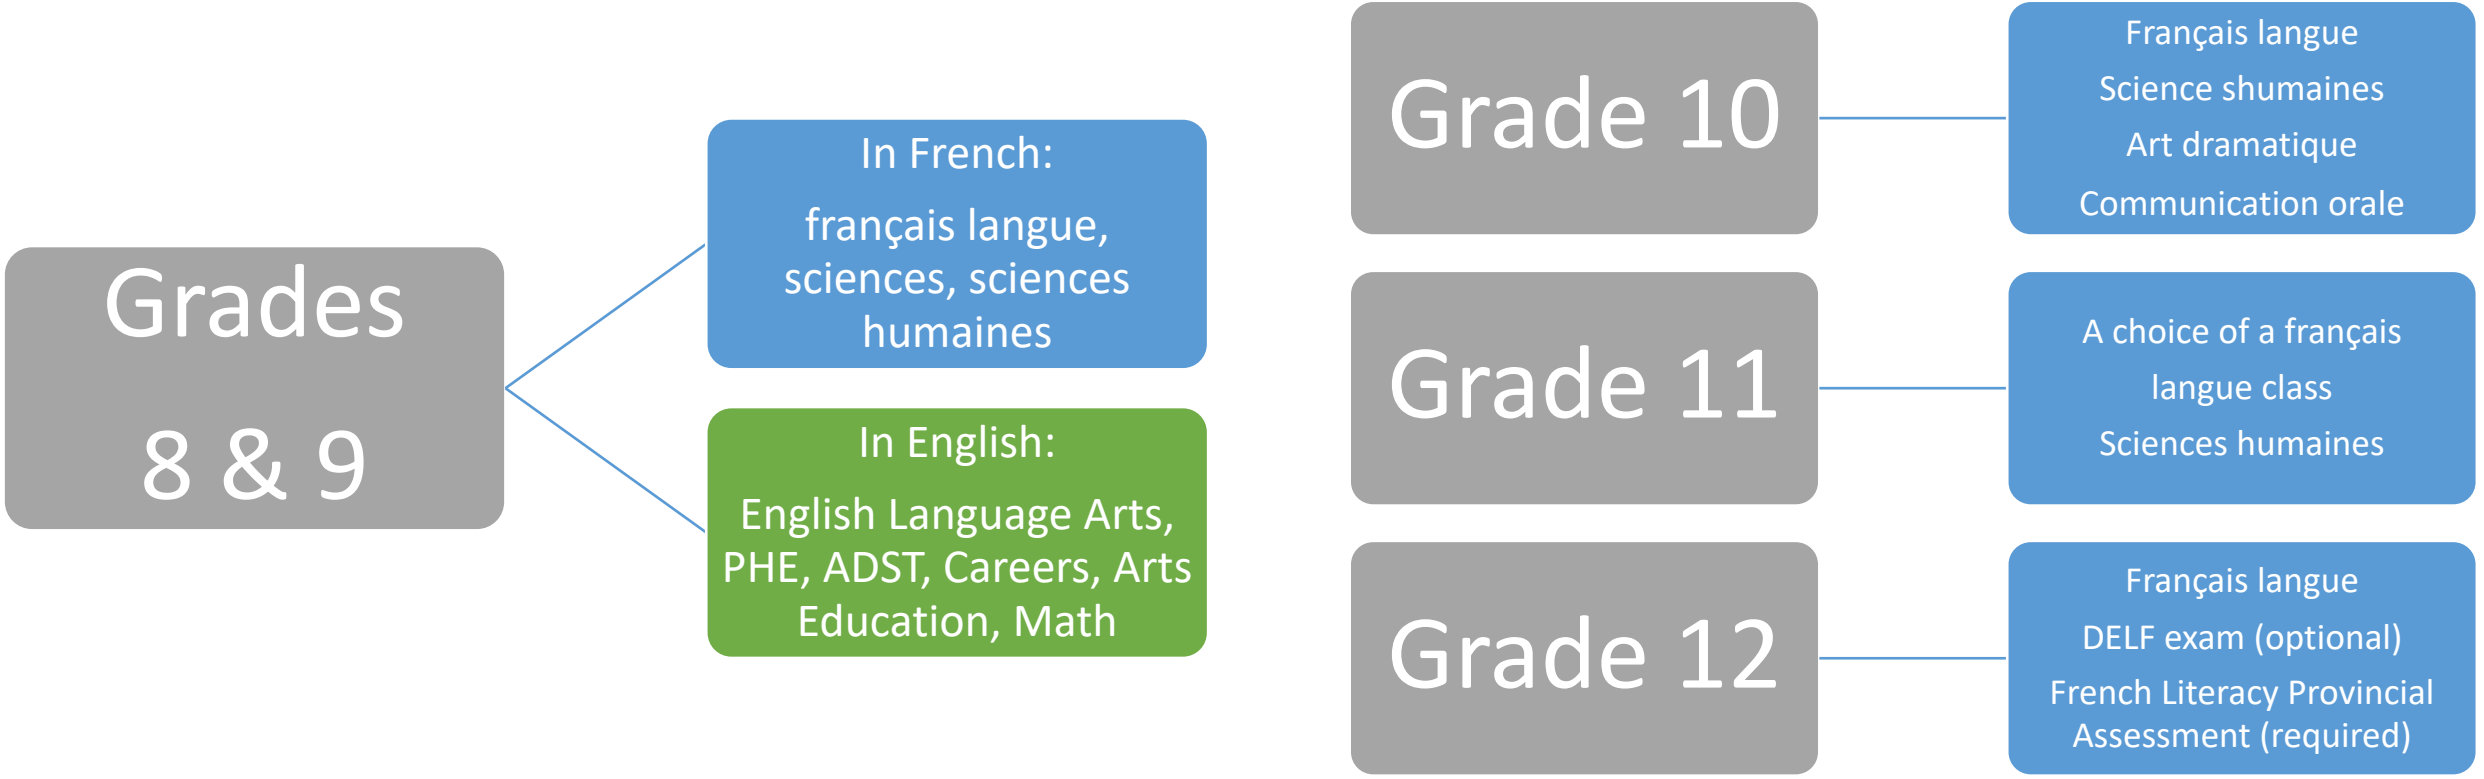 Grades
8 & 9
In French:
français langue,
sciences, sciences
humaines
In English:
English Language Arts,
PHE, ADST, Careers, Arts
Education, Math
Grade 10
Français langue
Science shumaines
Art dramatique
Communication orale
Grade 11
A choice of a français
langue class
Sciences humaines
Grade 12
Français langue
DELF exam (optional)
French Literacy Provincial
Assessment (required)